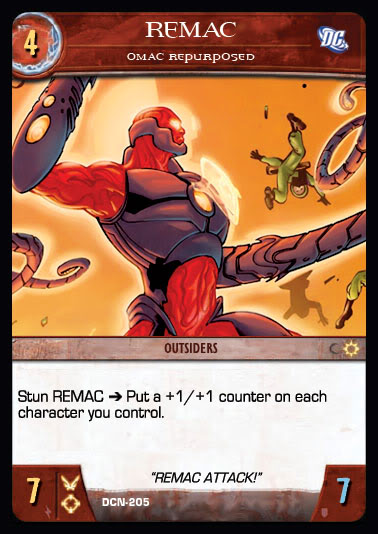 4
REMAC
DC
OMAC REPURPOSED
OUTSIDERS
Stun REMAC ➔ Put a +1/+1 counter on each
character you control.
"REMAC ATTACK!"
7
DCN-205
7